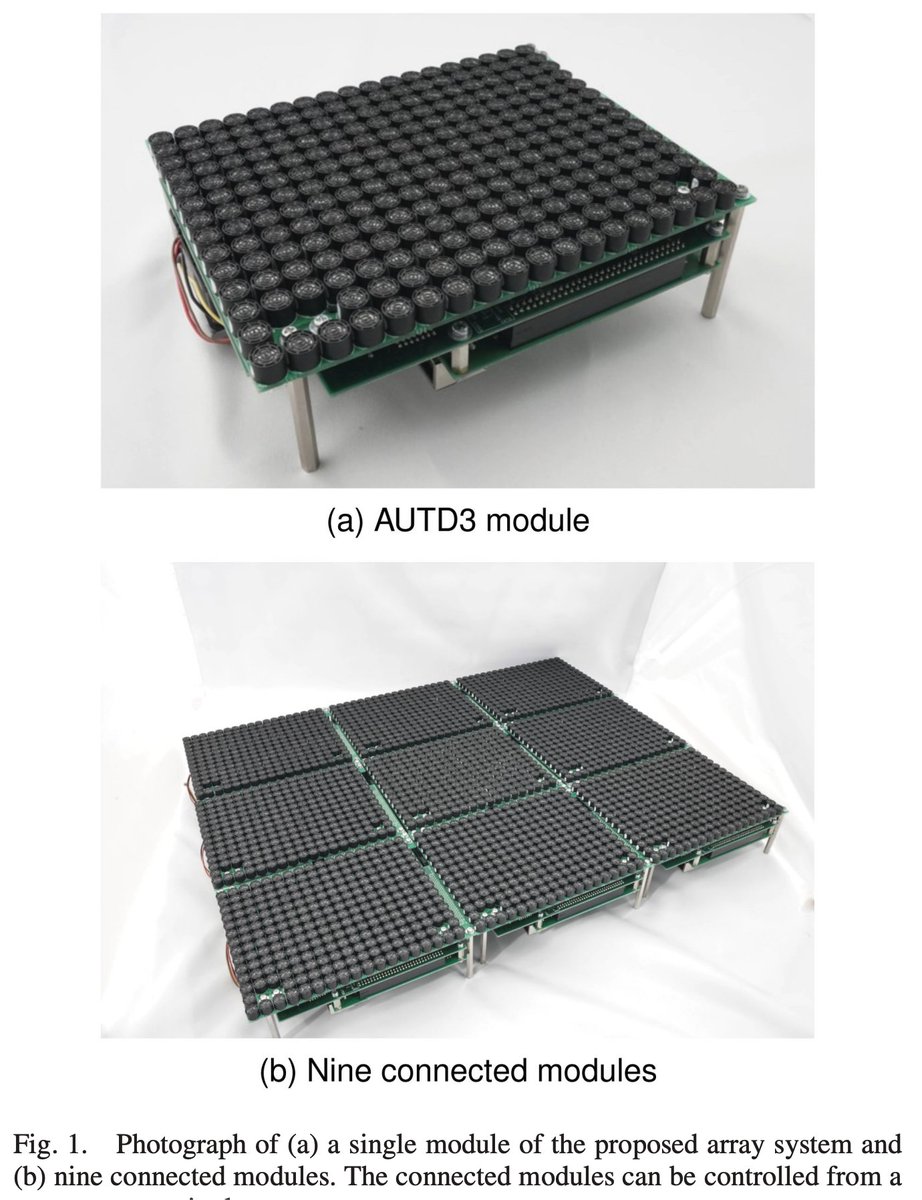 (a) AUTD3 module
(b) Nine connected modules
Fig. 1. Photograph of (a) a single module of the proposed array system and
(b) nine connected modules. The connected modules can be controlled from a